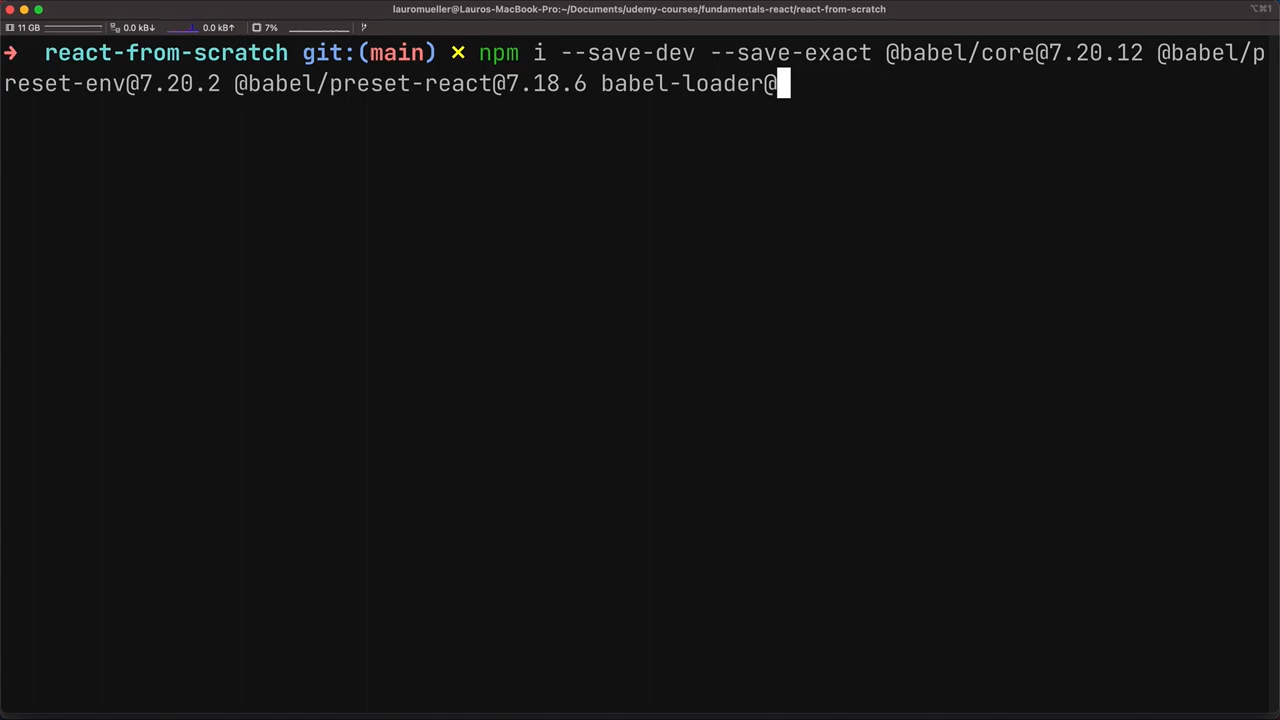 lauromueller@Lauros-MacBook-Pro:~/Documents/udemy-courses/fundamentals-react/react-from-scratch
⌥⌘1
11 GB 0.0 kB↓ 0.0 kB↑ 7%
→ react-from-scratch git:(main) × npm i --save-dev --save-exact @babel/core@7.20.12 @babel/p
reset-env@7.20.2 @babel/preset-react@7.18.6 babel-loader@